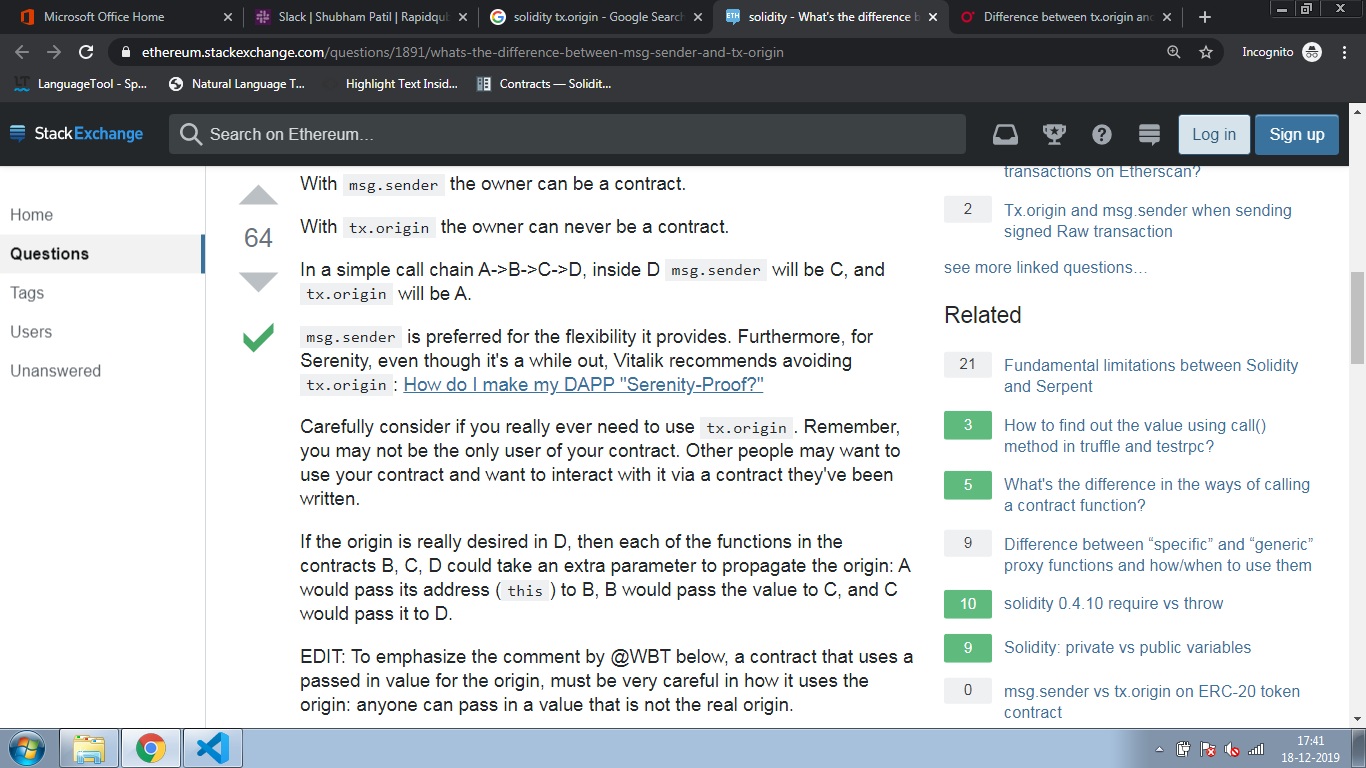 Microsoft Office Home
Slack | Shubham Patil | Rapidqub
solidity tx.origin - Google Search
solidity - What's the difference b
Difference between tx.origin and
ethereum.stackexchange.com/questions/1891/whats-the-difference-between-msg-sender-and-tx-origin
Incognito
LanguageTool - Sp...
Natural Language T...
Highlight Text Insid...
Contracts — Solidit...
StackExchange
Search on Ethereum...
Log in
Sign up
Home
Questions
Tags
Users
Unanswered
64
With msg.sender the owner can be a contract.
With tx.origin the owner can never be a contract.
In a simple call chain A->B->C->D, inside D msg.sender will be C, and
tx.origin will be A.
msg.sender is preferred for the flexibility it provides. Furthermore, for
Serenity, even though it's a while out, Vitalik recommends avoiding
tx.origin: How do I make my DAPP "Serenity-Proof?"
Carefully consider if you really ever need to use tx.origin. Remember,
you may not be the only user of your contract. Other people may want to
use your contract and want to interact with it via a contract they've been
written.
If the origin is really desired in D, then each of the functions in the
contracts B, C, D could take an extra parameter to propagate the origin: A
would pass its address (this) to B, B would pass the value to C, and C
would pass it to D.
EDIT: To emphasize the comment by @WBT below, a contract that uses a
passed in value for the origin, must be very careful in how it uses the
origin: anyone can pass in a value that is not the real origin.
transactions on Etherscan?
2 Tx.origin and msg.sender when sending
signed Raw transaction
see more linked questions…
Related
21 Fundamental limitations between Solidity
and Serpent
3 How to find out the value using call()
method in truffle and testrpc?
5 What's the difference in the ways of calling
a contract function?
9 Difference between “specific” and “generic”
proxy functions and how/when to use them
10 solidity 0.4.10 require vs throw
9 Solidity: private vs public variables
0 msg.sender vs tx.origin on ERC-20 token
contract
17:41
18-12-2019